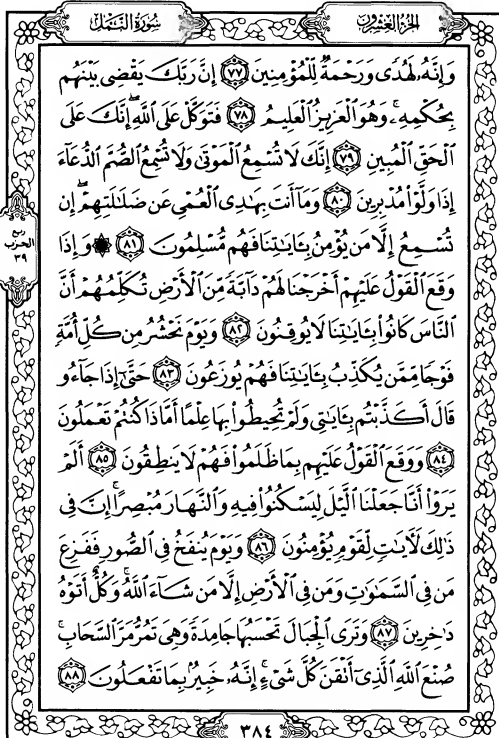 الجزء العشرون
سورة النمل
وَإِنَّهُۥ لَهُدًى وَرَحْمَةٌ لِّلْمُؤْمِنِينَ ٧٧ إِنَّ رَبَّكَ يَقْضِى بَيْنَهُم
بِحُكْمِهِۦ ۚ وَهُوَ ٱلْعَزِيزُ ٱلْعَلِيمُ ٧٨ فَتَوَكَّلْ عَلَى ٱللَّهِ ۖ إِنَّكَ عَلَى
ٱلْحَقِّ ٱلْمُبِينِ ٧٩ إِنَّكَ لَا تُسْمِعُ ٱلْمَوْتَىٰ وَلَا تُسْمِعُ ٱلصُّمَّ ٱلدُّعَآءَ
إِذَا وَلَّوْا۟ مُدْبِرِينَ ٨٠ وَمَآ أَنتَ بِهَـٰدِى ٱلْعُمْىِ عَن ضَلَـٰلَتِهِمْ ۖ إِن
تُسْمِعُ إِلَّا مَن يُؤْمِنُ بِـَٔايَـٰتِنَا فَهُم مُّسْلِمُونَ ٨١ ۞ وَإِذَا
ربع
الحزب
٣٩
وَقَعَ ٱلْقَوْلُ عَلَيْهِمْ أَخْرَجْنَا لَهُمْ دَآبَّةً مِّنَ ٱلْأَرْضِ تُكَلِّمُهُمْ أَنَّ
ٱلنَّاسَ كَانُوا۟ بِـَٔايَـٰتِنَا لَا يُوقِنُونَ ٨٢ وَيَوْمَ نَحْشُرُ مِن كُلِّ أُمَّةٍ
فَوْجًا مِّمَّن يُكَذِّبُ بِـَٔايَـٰتِنَا فَهُمْ يُوزَعُونَ ٨٣ حَتَّىٰٓ إِذَا جَآءُو
قَالَ أَكَذَّبْتُم بِـَٔايَـٰتِى وَلَمْ تُحِيطُوا۟ بِهَا عِلْمًا أَمَّاذَا كُنتُمْ تَعْمَلُونَ
٨٤ وَوَقَعَ ٱلْقَوْلُ عَلَيْهِم بِمَا ظَلَمُوا۟ فَهُمْ لَا يَنطِقُونَ ٨٥ أَلَمْ
يَرَوْا۟ أَنَّا جَعَلْنَا ٱلَّيْلَ لِيَسْكُنُوا۟ فِيهِ وَٱلنَّهَارَ مُبْصِرًا ۚ إِنَّ فِى
ذَٰلِكَ لَـَٔايَـٰتٍ لِّقَوْمٍ يُؤْمِنُونَ ٨٦ وَيَوْمَ يُنفَخُ فِى ٱلصُّورِ فَفَزِعَ
مَن فِى ٱلسَّمَـٰوَٰتِ وَمَن فِى ٱلْأَرْضِ إِلَّا مَن شَآءَ ٱللَّهُ ۚ وَكُلٌّ أَتَوْهُ
دَٰخِرِينَ ٨٧ وَتَرَى ٱلْجِبَالَ تَحْسَبُهَا جَامِدَةً وَهِىَ تَمُرُّ مَرَّ ٱلسَّحَابِ ۚ
صُنْعَ ٱللَّهِ ٱلَّذِىٓ أَتْقَنَ كُلَّ شَىْءٍ ۚ إِنَّهُۥ خَبِيرٌۢ بِمَا تَفْعَلُونَ ٨٨
٣٨٤